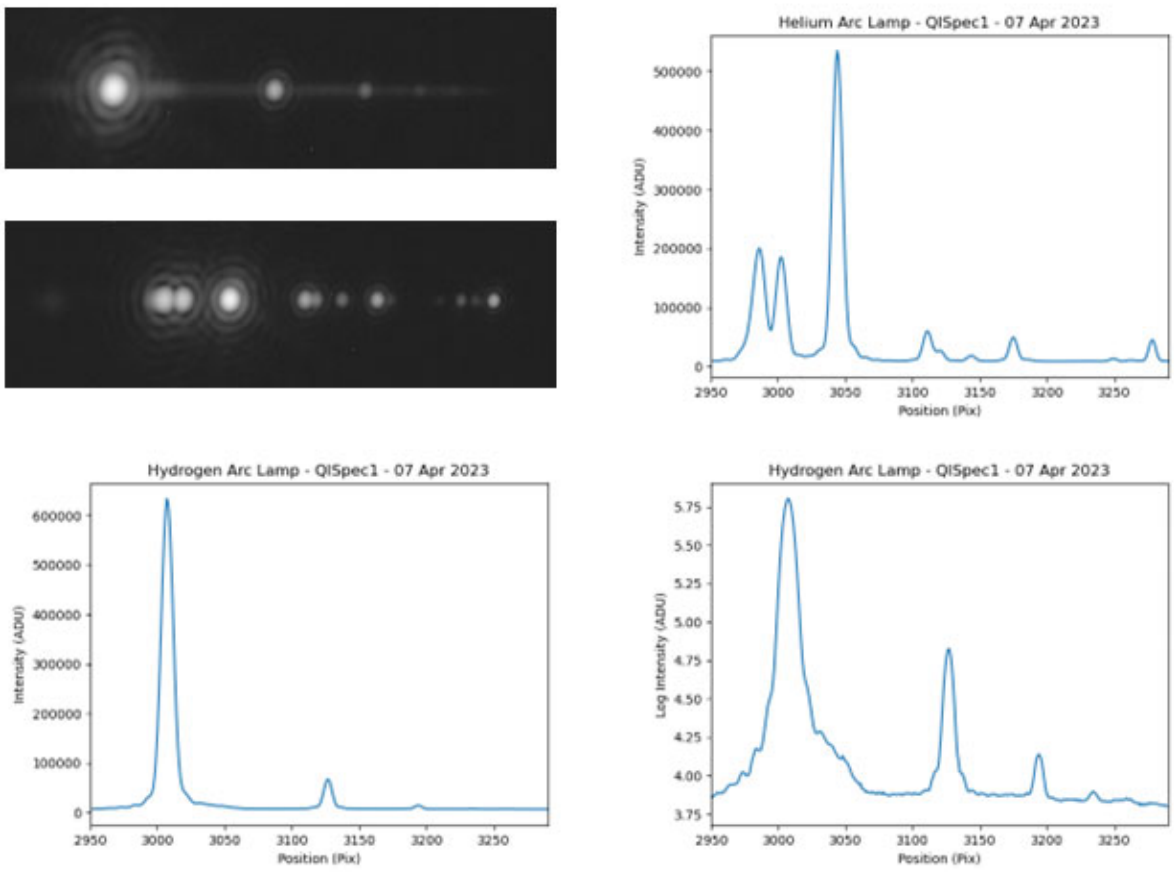 Helium Arc Lamp - QISpec1 - 07 Apr 2023
Intensity (ADU)
500000
400000
300000
200000
100000
0
2950 3000 3050 3100 3150 3200 3250
Position (Pix)
Hydrogen Arc Lamp - QISpec1 - 07 Apr 2023
Intensity (ADU)
600000
500000
400000
300000
200000
100000
0
2950 3000 3050 3100 3150 3200 3250
Position (Pix)
Hydrogen Arc Lamp - QISpec1 - 07 Apr 2023
Log Intensity (ADU)
5.75
5.50
5.25
5.00
4.75
4.50
4.25
4.00
3.75
2950 3000 3050 3100 3150 3200 3250
Position (Pix)